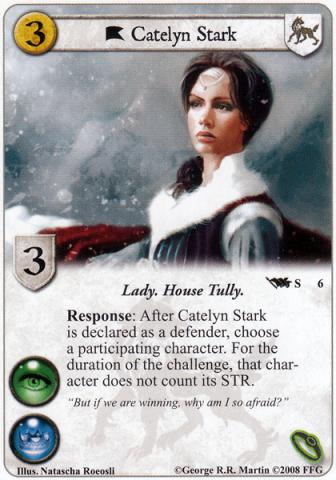 3
Catelyn Stark
3
Lady. House Tully.
S 6
Response: After Catelyn Stark
is declared as a defender, choose
a participating character. For the
duration of the challenge, that char-
acter does not count its STR.
"But if we are winning, why am I so afraid?"
Illus. Natascha Roeosli
©George R.R. Martin ©2008 FFG